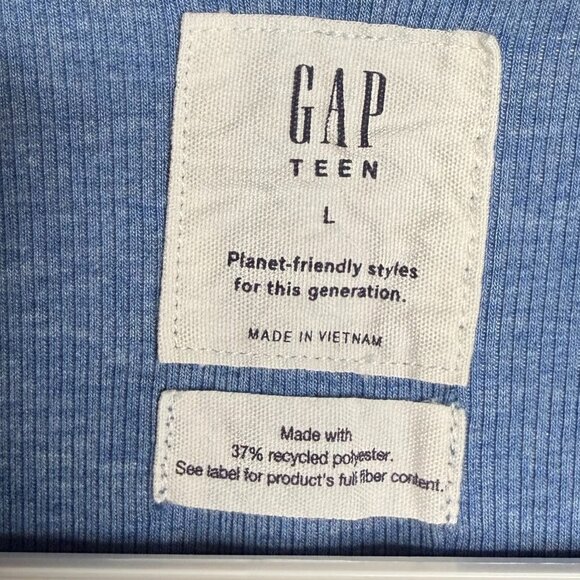 GAP
TEEN
L
Planet-friendly styles
for this generation.
MADE IN VIETNAM
Made with
37% recycled polyester.
See label for product's full fiber content.